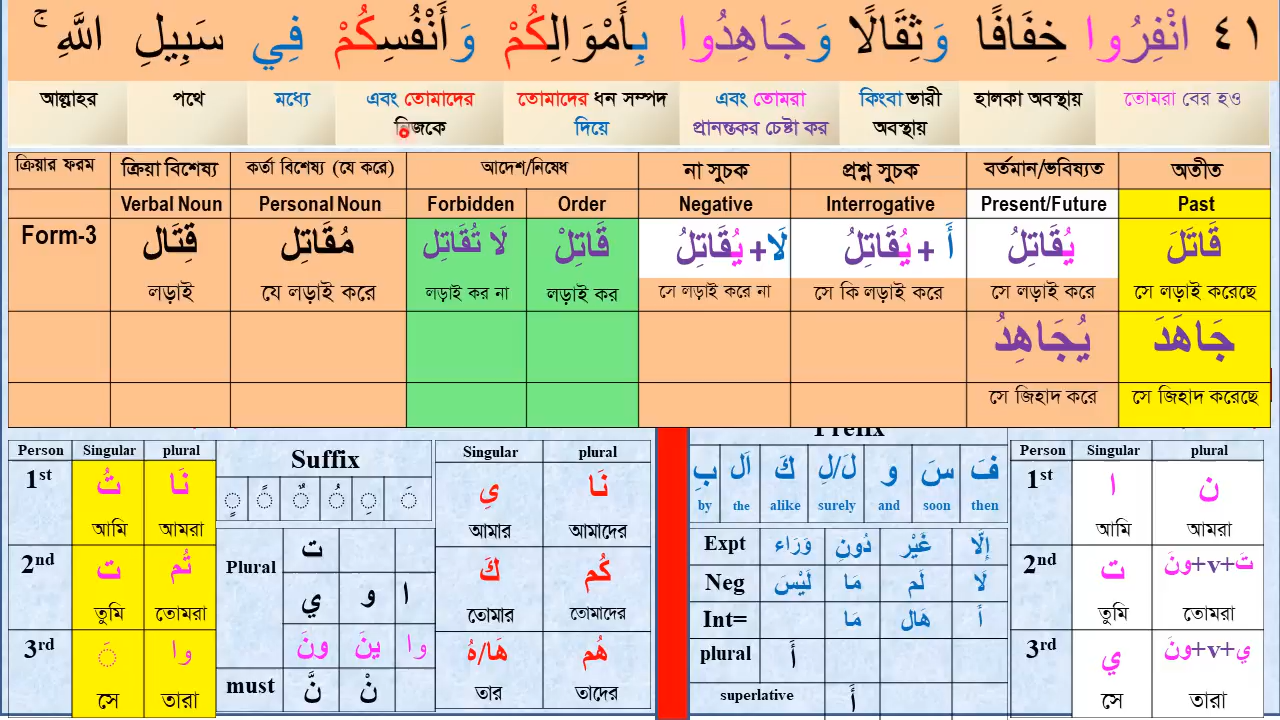 ٤١ انْفِرُوا خِفَافًا وَثِقَالًا وَجَاهِدُوا بِأَمْوَالِكُمْ وَأَنْفُسِكُمْ فِي سَبِيلِ اللَّهِ ۚ
আল্লাহর পথে মধ্যে এবং তোমাদের নিজকে তোমাদের ধন সম্পদ দিয়ে এবং তোমরা প্রানন্তকর চেষ্টা কর কিংবা ভারী অবস্থায় হালকা অবস্থায় তোমরা বের হও
ক্রিয়ার ফরম ক্রিয়া বিশেষ্য কর্তা বিশেষ্য (যে করে) আদেশ/নিষেধ না সুচক প্রশ্ন সুচক বর্তমান/ভবিষ্যত অতীত
Verbal Noun Personal Noun Forbidden Order Negative Interrogative Present/Future Past
Form-3 قِتَال مُقَاتِل لَا تُقَاتِل قَاتِلْ لَا+ يُقَاتِلُ أَ + يُقَاتِلُ يُقَاتِلُ قَاتَلَ
লড়াই যে লড়াই করে লড়াই কর না লড়াই কর সে লড়াই করে না সে কি লড়াই করে সে লড়াই করে সে লড়াই করেছে
يُجَاهِدُ جَاهَدَ
সে জিহাদ করে সে জিহাদ করেছে
Person Singular plural
1st تُ نَا
আমি আমরা
2nd ت تُم
তুমি তোমরা
3rd َ وا
সে তারা
Suffix
ٍ ً ٌ ُ ِ َ
Plural ت
ي و ا
ونَ ينَ وا
must نَّ نْ
Singular plural
ي نَا
আমার আমাদের
كَ كُم
তোমার তোমাদের
هَا/هُ هُم
তার তাদের
Prefix
بِ اَل كَ لَ/لِ و سَ فَ
by the alike surely and soon then
Expt وَرَاء دُونِ غَيْر إِلَّا
Neg لَيْسَ مَا لَم لَا
Int= مَا هَال أَ
plural أَ
superlative أَ
Person Singular plural
1st ا ن
আমি আমরা
2nd ت تَ+v+ونَ
তুমি তোমরা
3rd ي ي+v+ونَ
সে তারা